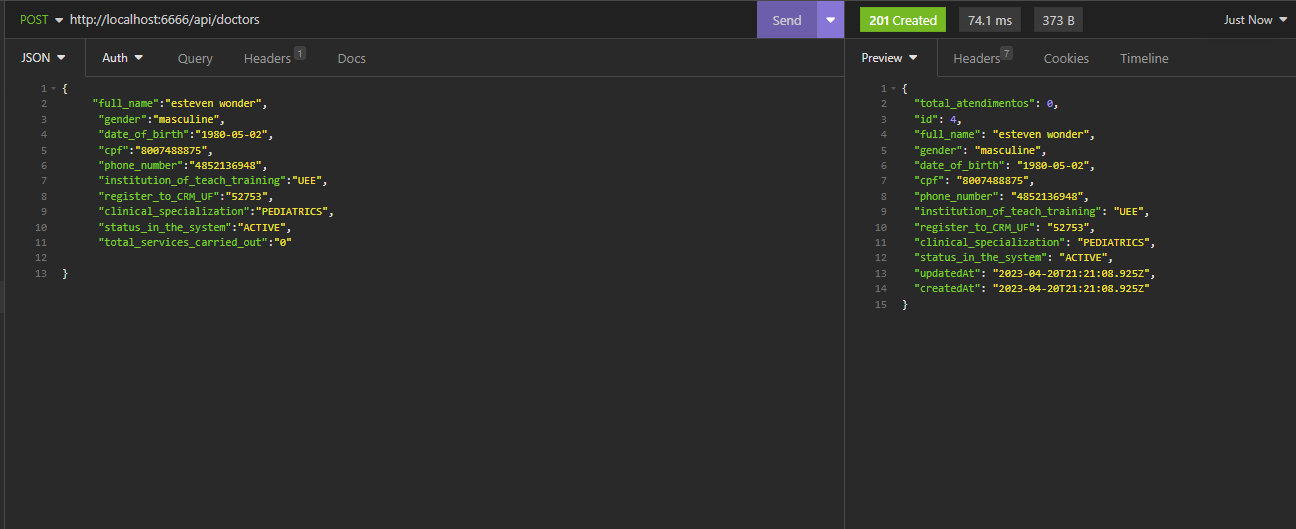 POST http://localhost:6666/api/doctors Send 201 Created 74.1 ms 373 B Just Now
JSON Auth Query Headers 1 Docs
1 {
2 "full_name":"esteven wonder",
3 "gender":"masculine",
4 "date_of_birth":"1980-05-02",
5 "cpf":"8007488875",
6 "phone_number":"4852136948",
7 "institution_of_teach_training":"UEE",
8 "register_to_CRM_UF":"52753",
9 "clinical_specialization":"PEDIATRICS",
10 "status_in_the_system":"ACTIVE",
11 "total_services_carried_out":"0"
12
13 }
Preview Headers 7 Cookies Timeline
1 {
2 "total_atendimentos": 0,
3 "id": 4,
4 "full_name": "esteven wonder",
5 "gender": "masculine",
6 "date_of_birth": "1980-05-02",
7 "cpf": "8007488875",
8 "phone_number": "4852136948",
9 "institution_of_teach_training": "UEE",
10 "register_to_CRM_UF": "52753",
11 "clinical_specialization": "PEDIATRICS",
12 "status_in_the_system": "ACTIVE",
13 "updatedAt": "2023-04-20T21:21:08.925Z",
14 "createdAt": "2023-04-20T21:21:08.925Z"
15 }